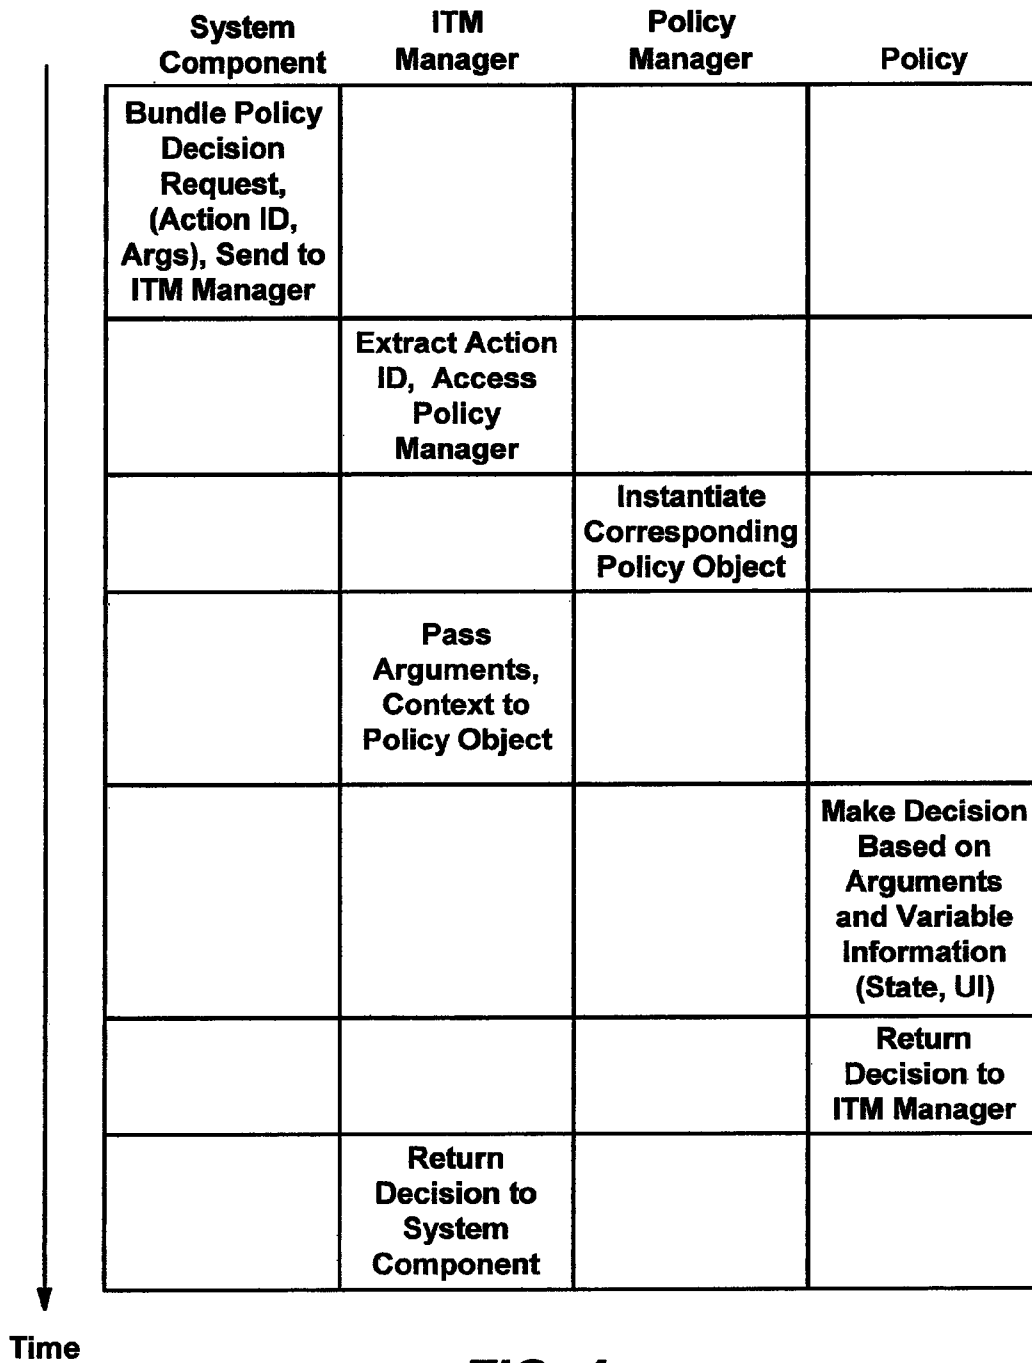 System
Component
ITM
Manager
Policy
Manager
Policy
Bundle Policy
Decision
Request,
(Action ID,
Args), Send to
ITM Manager
Extract Action
ID, Access
Policy
Manager
Instantiate
Corresponding
Policy Object
Pass
Arguments,
Context to
Policy Object
Make Decision
Based on
Arguments
and Variable
Information
(State, UI)
Return
Decision to
ITM Manager
Return
Decision to
System
Component
Time